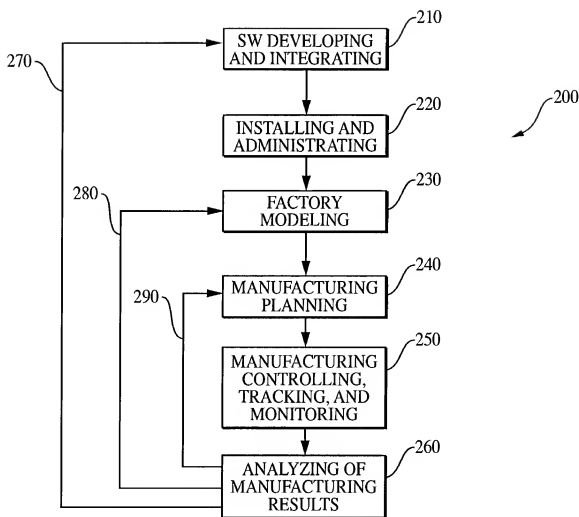 210
SW DEVELOPING
AND INTEGRATING
270
200
220
INSTALLING AND
ADMINISTRATING
280
230
FACTORY
MODELING
240
MANUFACTURING
PLANNING
290
250
MANUFACTURING
CONTROLLING,
TRACKING, AND
MONITORING
260
ANALYZING OF
MANUFACTURING
RESULTS